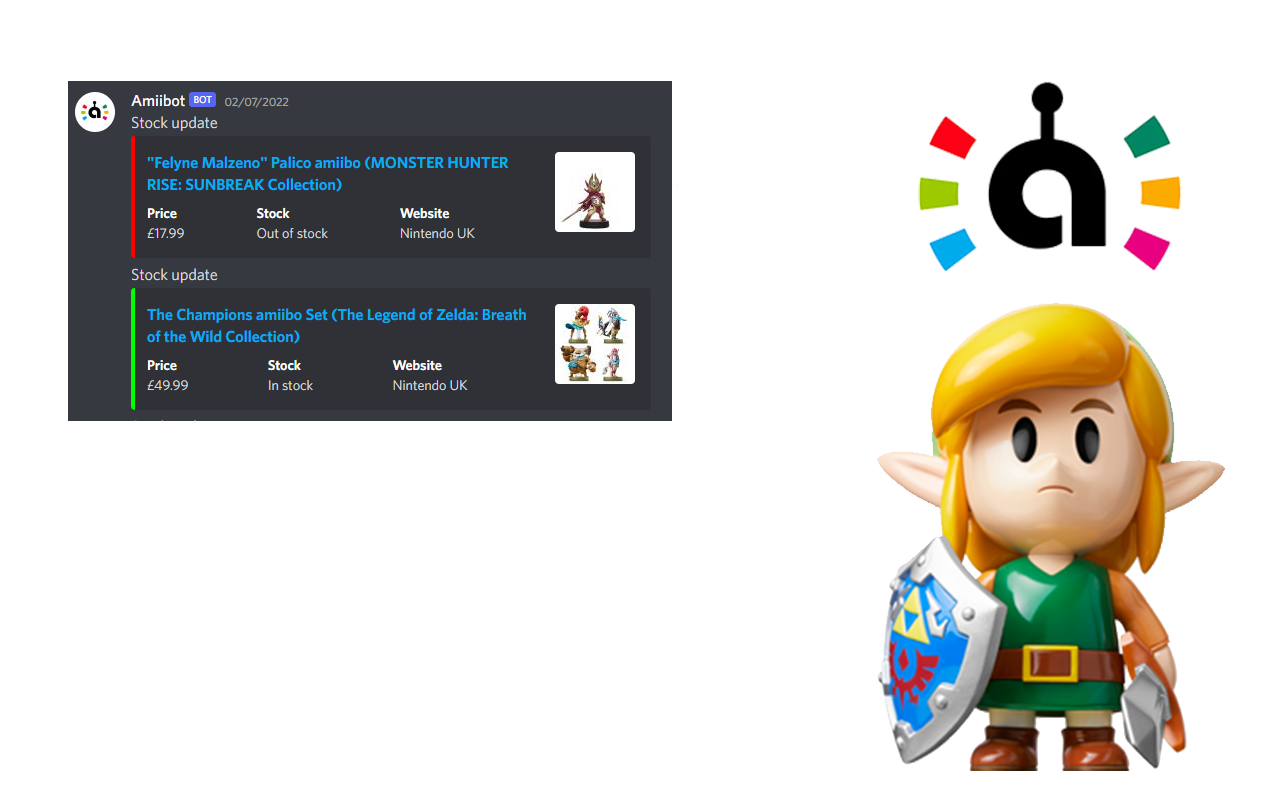 Amiibot BOT 02/07/2022
Stock update
"Felyne Malzeno" Palico amiibo (MONSTER HUNTER
RISE: SUNBREAK Collection)
Price Stock Website
£17.99 Out of stock Nintendo UK
Stock update
The Champions amiibo Set (The Legend of Zelda: Breath
of the Wild Collection)
Price Stock Website
£49.99 In stock Nintendo UK
a